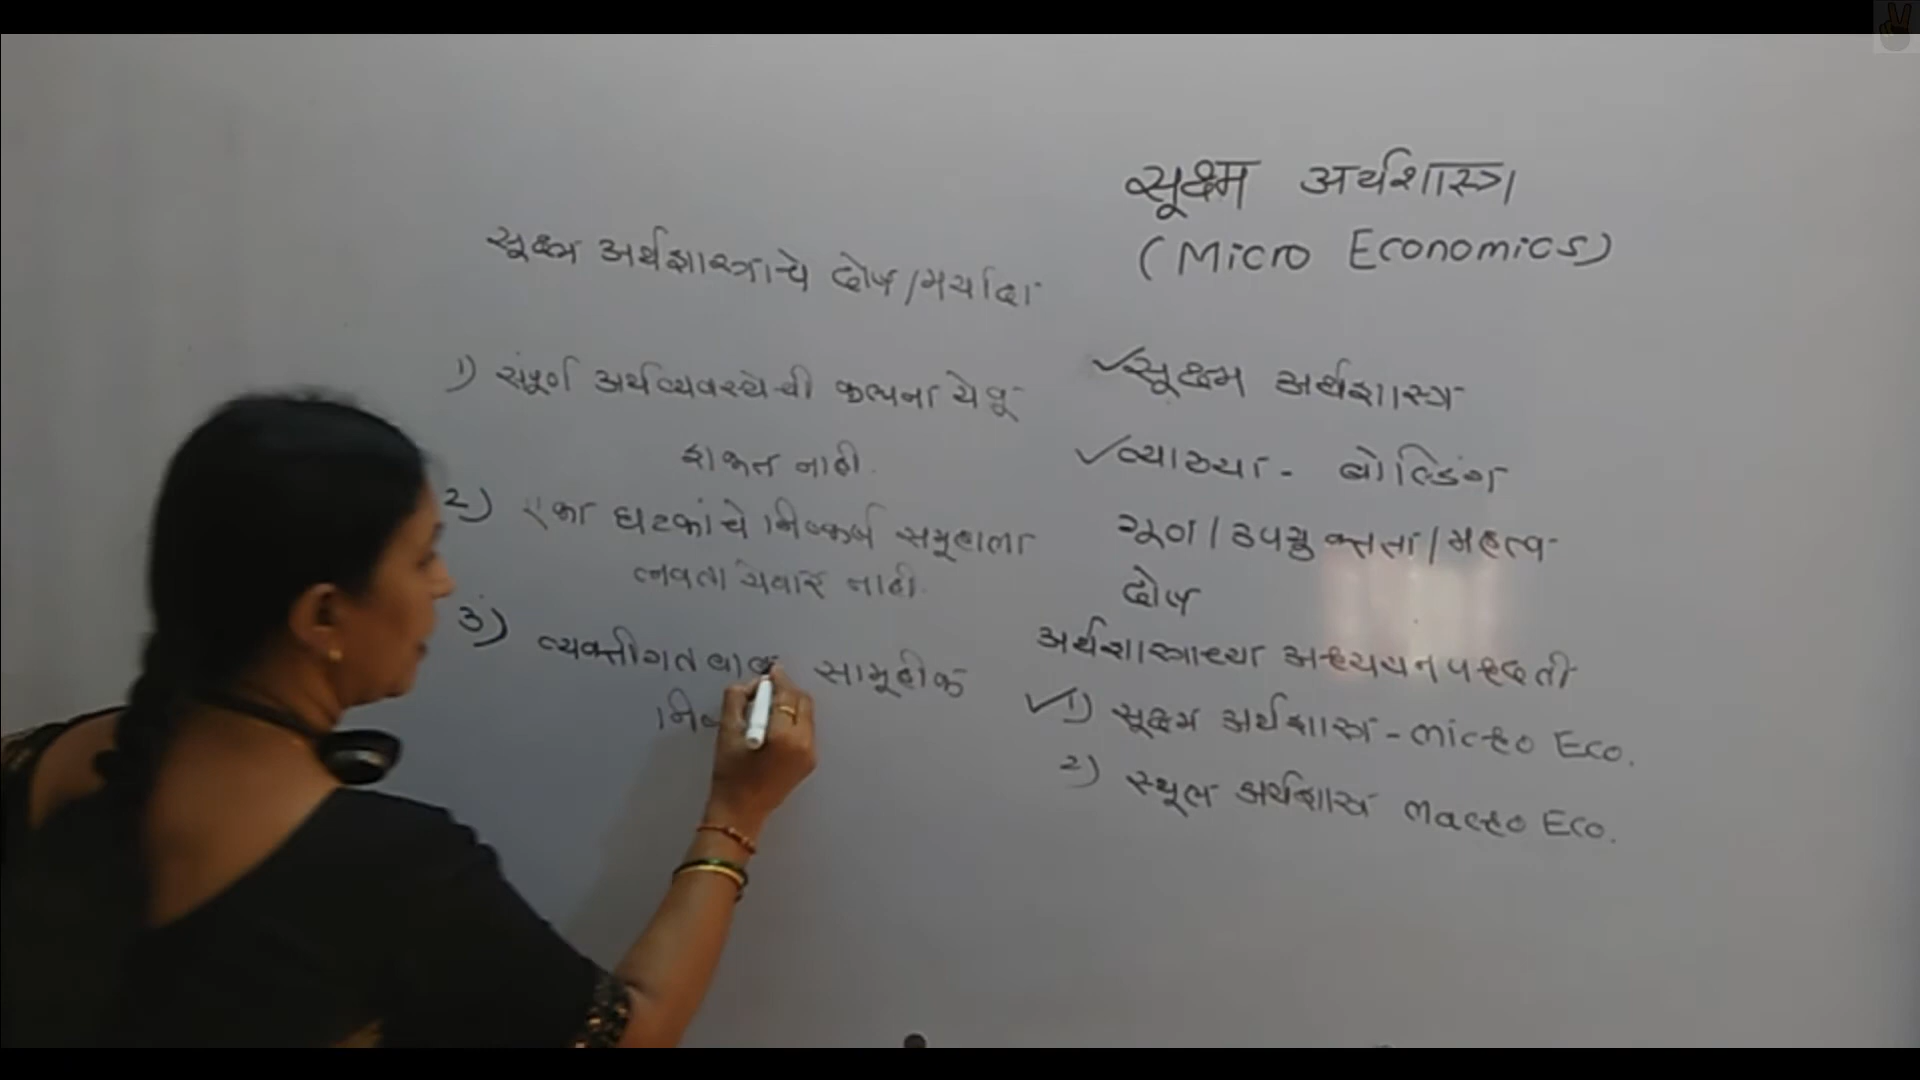 सूक्ष्म अर्थशास्त्र
(Micro Economics)
सूक्ष्म अर्थशास्त्राचे दोष/मर्यादा
1) संपूर्ण अर्थव्यवस्थेची कल्पना येवू
शकत नाही.
2) एका घटकांचे निष्कर्ष समूहाला
लावता येणार नाही.
3) व्यक्तीगत सामूहीक
✓सूक्ष्म अर्थशास्त्र
✓व्याख्या - बोल्डिंग
गूण/उपयुक्तता/महत्व
दोष
अर्थशास्त्राच्या अध्ययन पद्धती
✓1) सूक्ष्म अर्थशास्त्र - Micro Eco.
2) स्थूल अर्थशास्त्र Macro Eco.